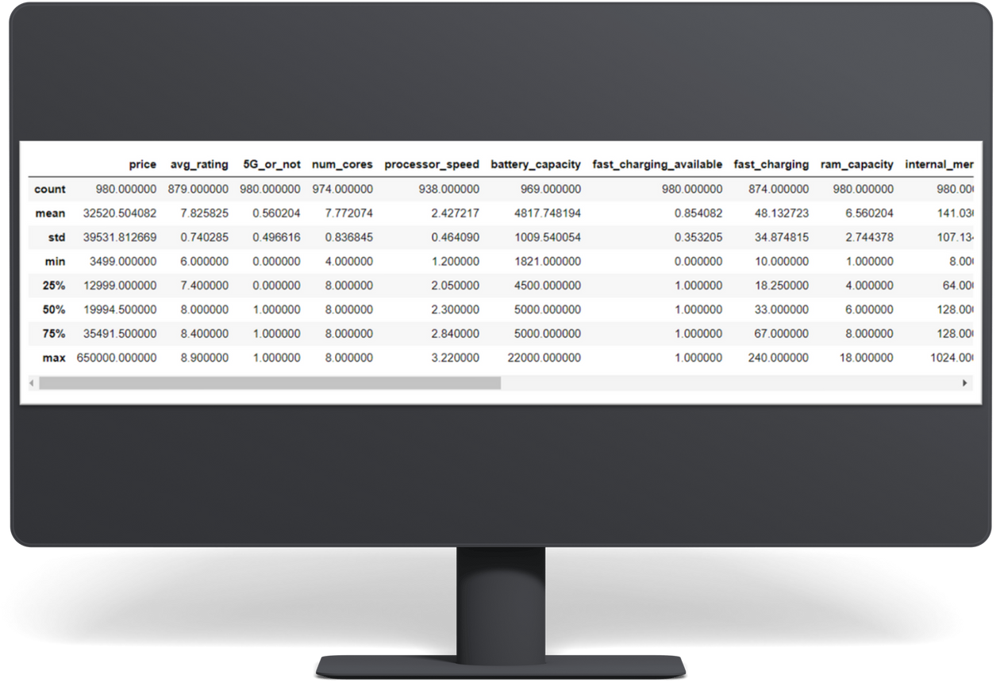 price avg_rating 5G_or_not num_cores processor_speed battery_capacity fast_charging_available fast_charging ram_capacity internal_mer
count 980.000000 879.000000 980.000000 974.000000 938.000000 969.000000 980.000000 874.000000 980.000000 980.00
mean 32520.504082 7.825825 0.560204 7.772074 2.427217 4817.748194 0.854082 48.132723 6.560204 141.03
std 39531.812669 0.740285 0.496616 0.836845 0.464090 1009.540054 0.353205 34.874815 2.744378 107.13
min 3499.000000 6.000000 0.000000 4.000000 1.200000 1821.000000 0.000000 10.000000 1.000000 8.00
25% 12999.000000 7.400000 0.000000 8.000000 2.050000 4500.000000 1.000000 18.250000 4.000000 64.00
50% 19994.500000 8.000000 1.000000 8.000000 2.300000 5000.000000 1.000000 33.000000 6.000000 128.00
75% 35491.500000 8.400000 1.000000 8.000000 2.840000 5000.000000 1.000000 67.000000 8.000000 128.00
max 650000.000000 8.900000 1.000000 8.000000 3.220000 22000.000000 1.000000 240.000000 18.000000 1024.00